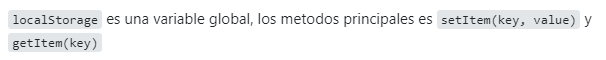 localStorage es una variable global, los metodos principales es setItem(key, value) y
getItem(key)